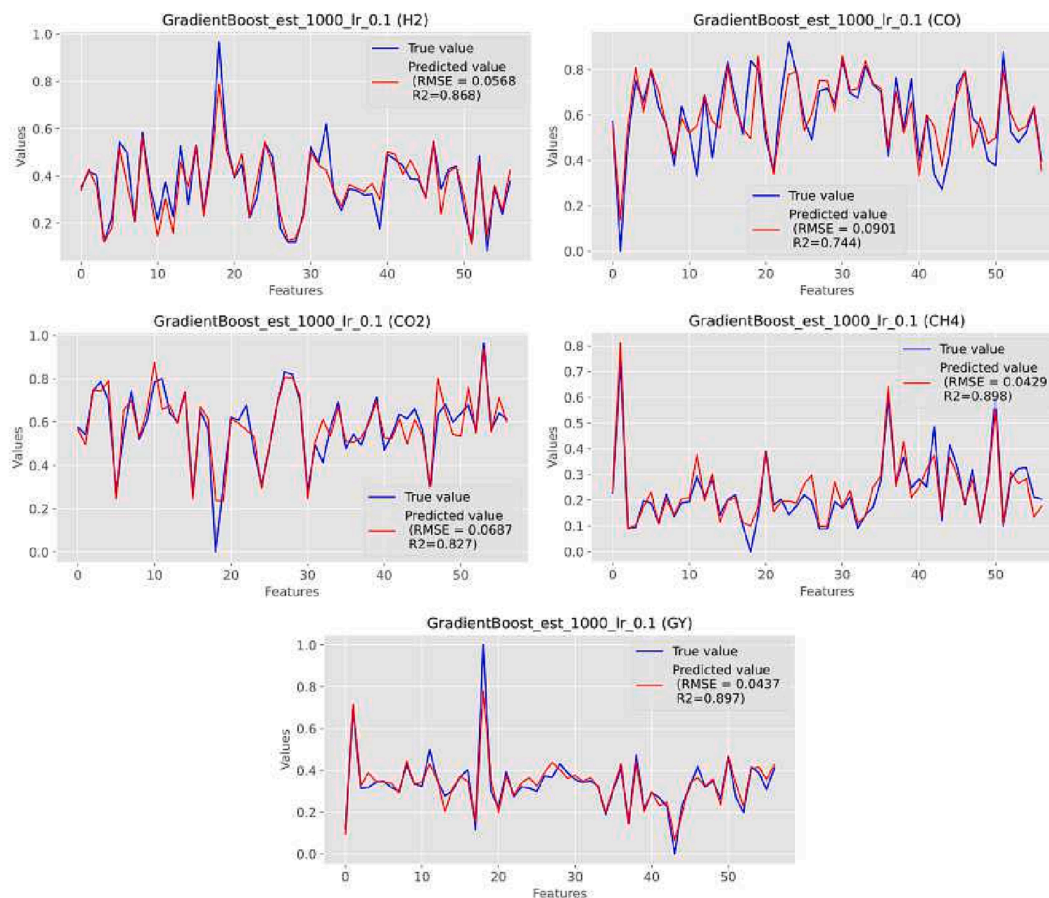 GradientBoost_est_1000_lr_0.1 (H2)
1.0
0.8
0.6
0.4
0.2
Values
True value
Predicted value
(RMSE = 0.0568
R2=0.868)
0 10 20 30 40 50
Features
GradientBoost_est_1000_lr_0.1 (CO)
0.8
0.6
0.4
0.2
0.0
Values
True value
Predicted value
(RMSE = 0.0901
R2=0.744)
0 10 20 30 40 50
Features
GradientBoost_est_1000_lr_0.1 (CO2)
1.0
0.8
0.6
0.4
0.2
0.0
Values
True value
Predicted value
(RMSE = 0.0687
R2=0.827)
0 10 20 30 40 50
Features
GradientBoost_est_1000_lr_0.1 (CH4)
0.8
0.7
0.6
0.5
0.4
0.3
0.2
0.1
0.0
Values
True value
Predicted value
(RMSE = 0.0429
R2=0.898)
0 10 20 30 40 50
Features
GradientBoost_est_1000_lr_0.1 (GY)
1.0
0.8
0.6
0.4
0.2
0.0
Values
True value
Predicted value
(RMSE = 0.0437
R2=0.897)
0 10 20 30 40 50
Features